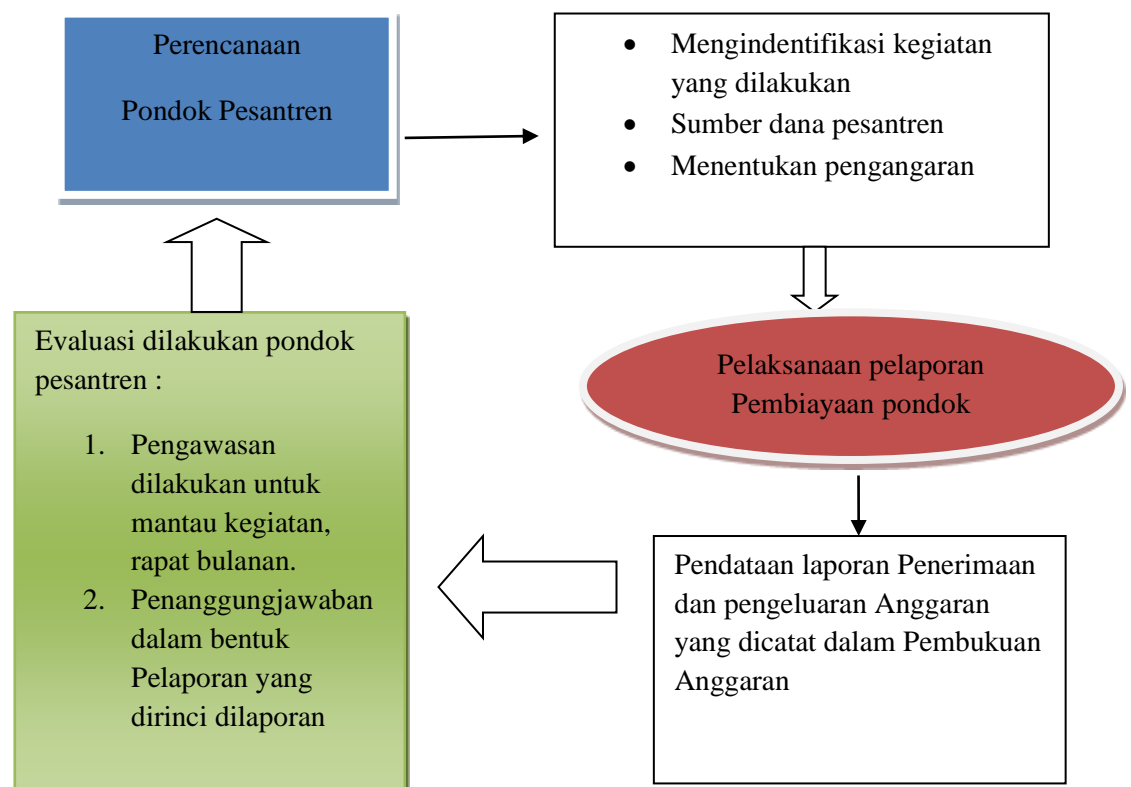 Perencanaan
Pondok Pesantren
• Mengindentifikasi kegiatan
yang dilakukan
• Sumber dana pesantren
• Menentukan pengangaran
Pelaksanaan pelaporan
Pembiayaan pondok
Pendataan laporan Penerimaan
dan pengeluaran Anggaran
yang dicatat dalam Pembukuan
Anggaran
Evaluasi dilakukan pondok
pesantren :
1. Pengawasan
dilakukan untuk
mantau kegiatan,
rapat bulanan.
2. Penanggungjawaban
dalam bentuk
Pelaporan yang
dirinci dilaporan